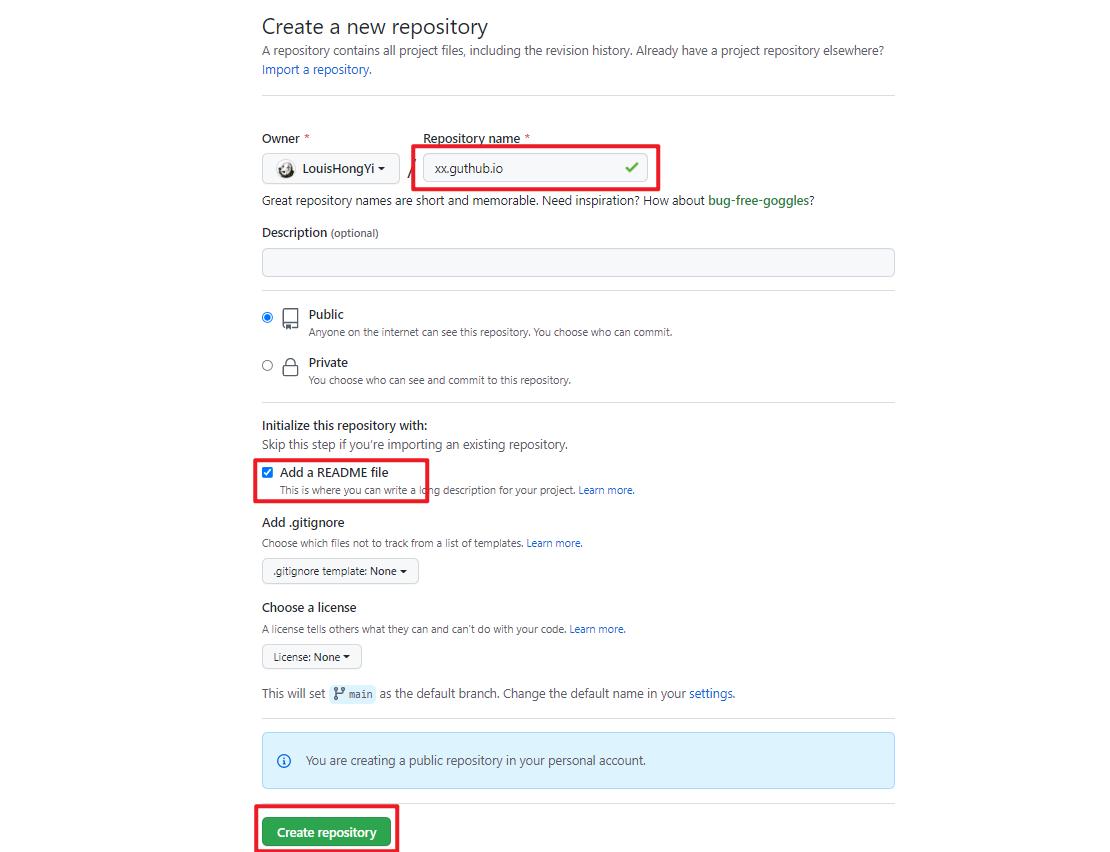 Create a new repository
A repository contains all project files, including the revision history. Already have a project repository elsewhere?
Import a repository.
Owner * Repository name *
LouisHongYi / xx.guthub.io
Great repository names are short and memorable. Need inspiration? How about bug-free-goggles?
Description (optional)
Public
Anyone on the internet can see this repository. You choose who can commit.
Private
You choose who can see and commit to this repository.
Initialize this repository with:
Skip this step if you're importing an existing repository.
Add a README file
This is where you can write a long description for your project. Learn more.
Add .gitignore
Choose which files not to track from a list of templates. Learn more.
.gitignore template: None
Choose a license
A license tells others what they can and can't do with your code. Learn more.
License: None
This will set main as the default branch. Change the default name in your settings.
You are creating a public repository in your personal account.
Create repository